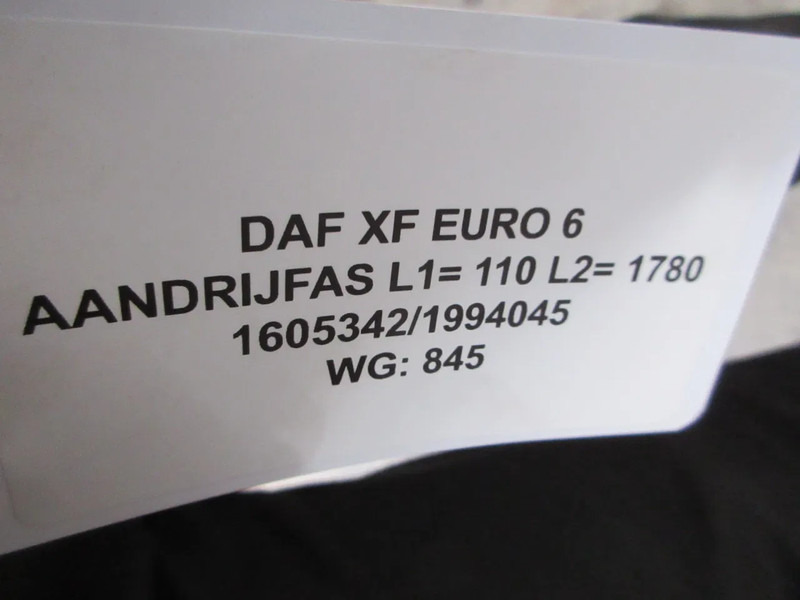 DAF XF EURO 6
AANDRIJFAS L1= 110 L2= 1780
1605342/1994045
WG: 845